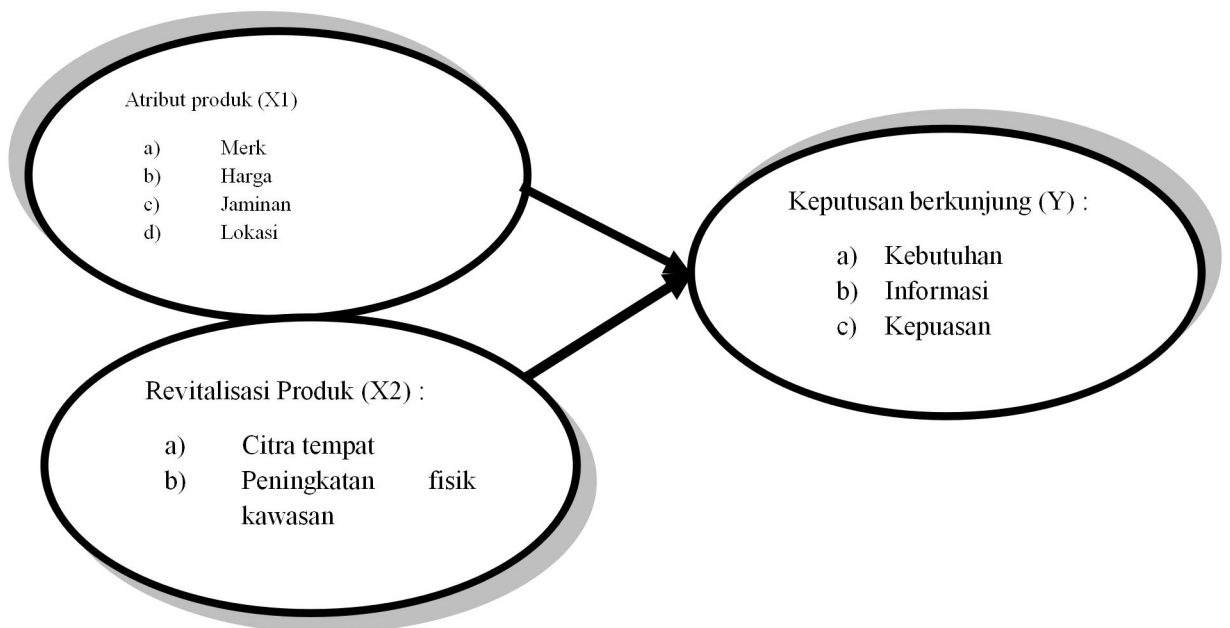 Atribut produk (X1)
a) Merk
b) Harga
c) Jaminan
d) Lokasi
Keputusan berkunjung (Y) :
a) Kebutuhan
b) Informasi
c) Kepuasan
Revitalisasi Produk (X2) :
a) Citra tempat
b) Peningkatan fisik
kawasan